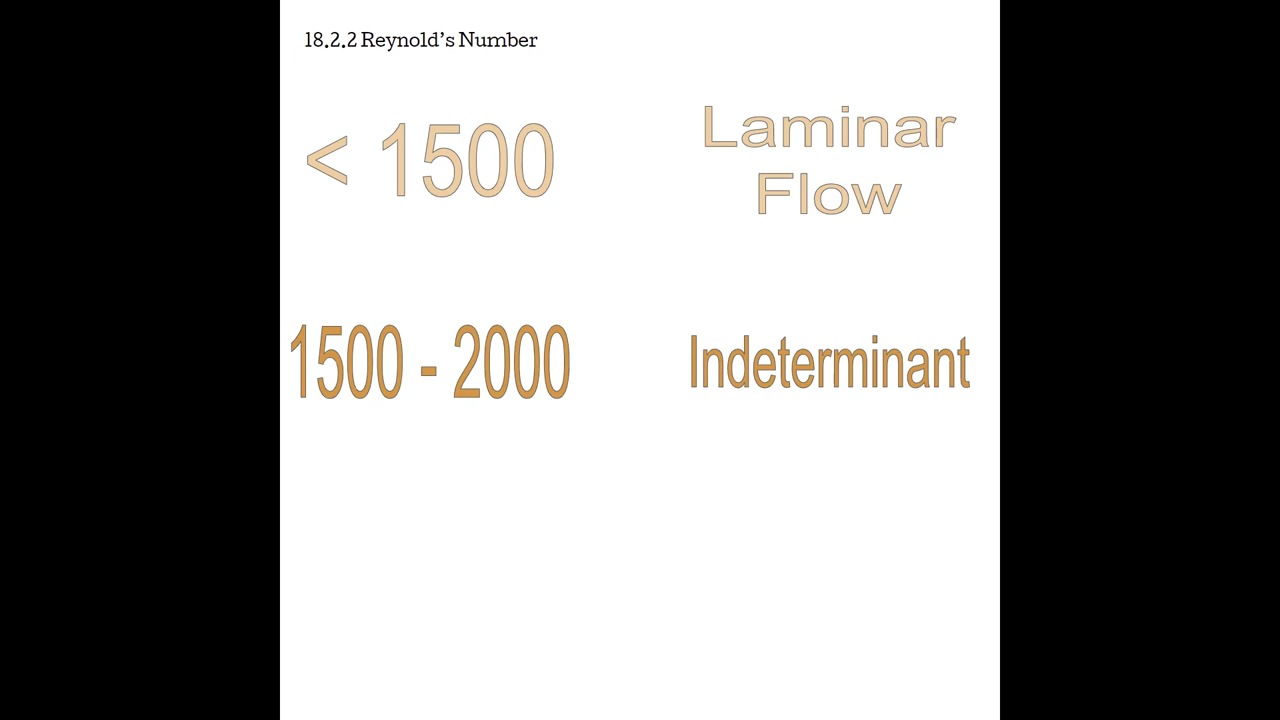 18.2.2 Reynold's Number
< 1500
Laminar
Flow
1500 - 2000
Indeterminant